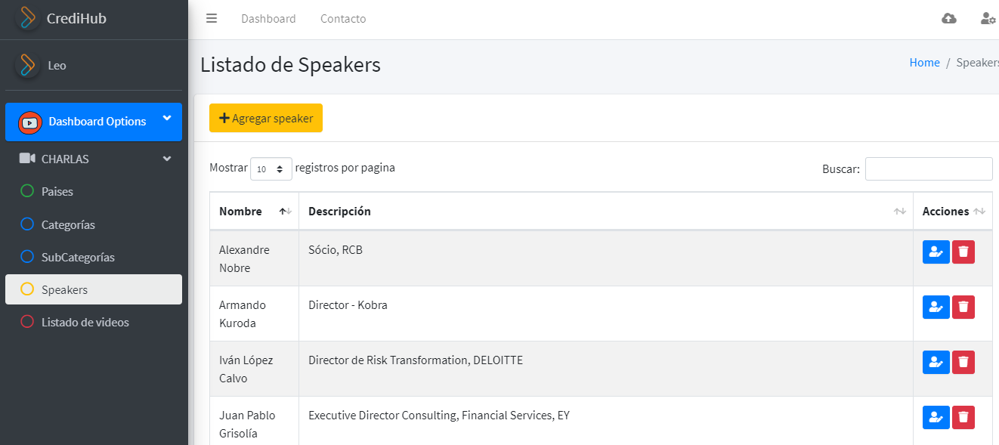 CrediHub
Dashboard Contacto
Leo
Listado de Speakers
Home / Speakers
Dashboard Options
CHARLAS
Paises
Categorías
SubCategorías
Speakers
Listado de videos
Agregar speaker
Mostrar 10 registros por pagina
Buscar:
Nombre Descripción Acciones
Alexandre
Nobre
Sócio, RCB
Armando
Kuroda
Director - Kobra
Iván López
Calvo
Director de Risk Transformation, DELOITTE
Juan Pablo
Grisolía
Executive Director Consulting, Financial Services, EY